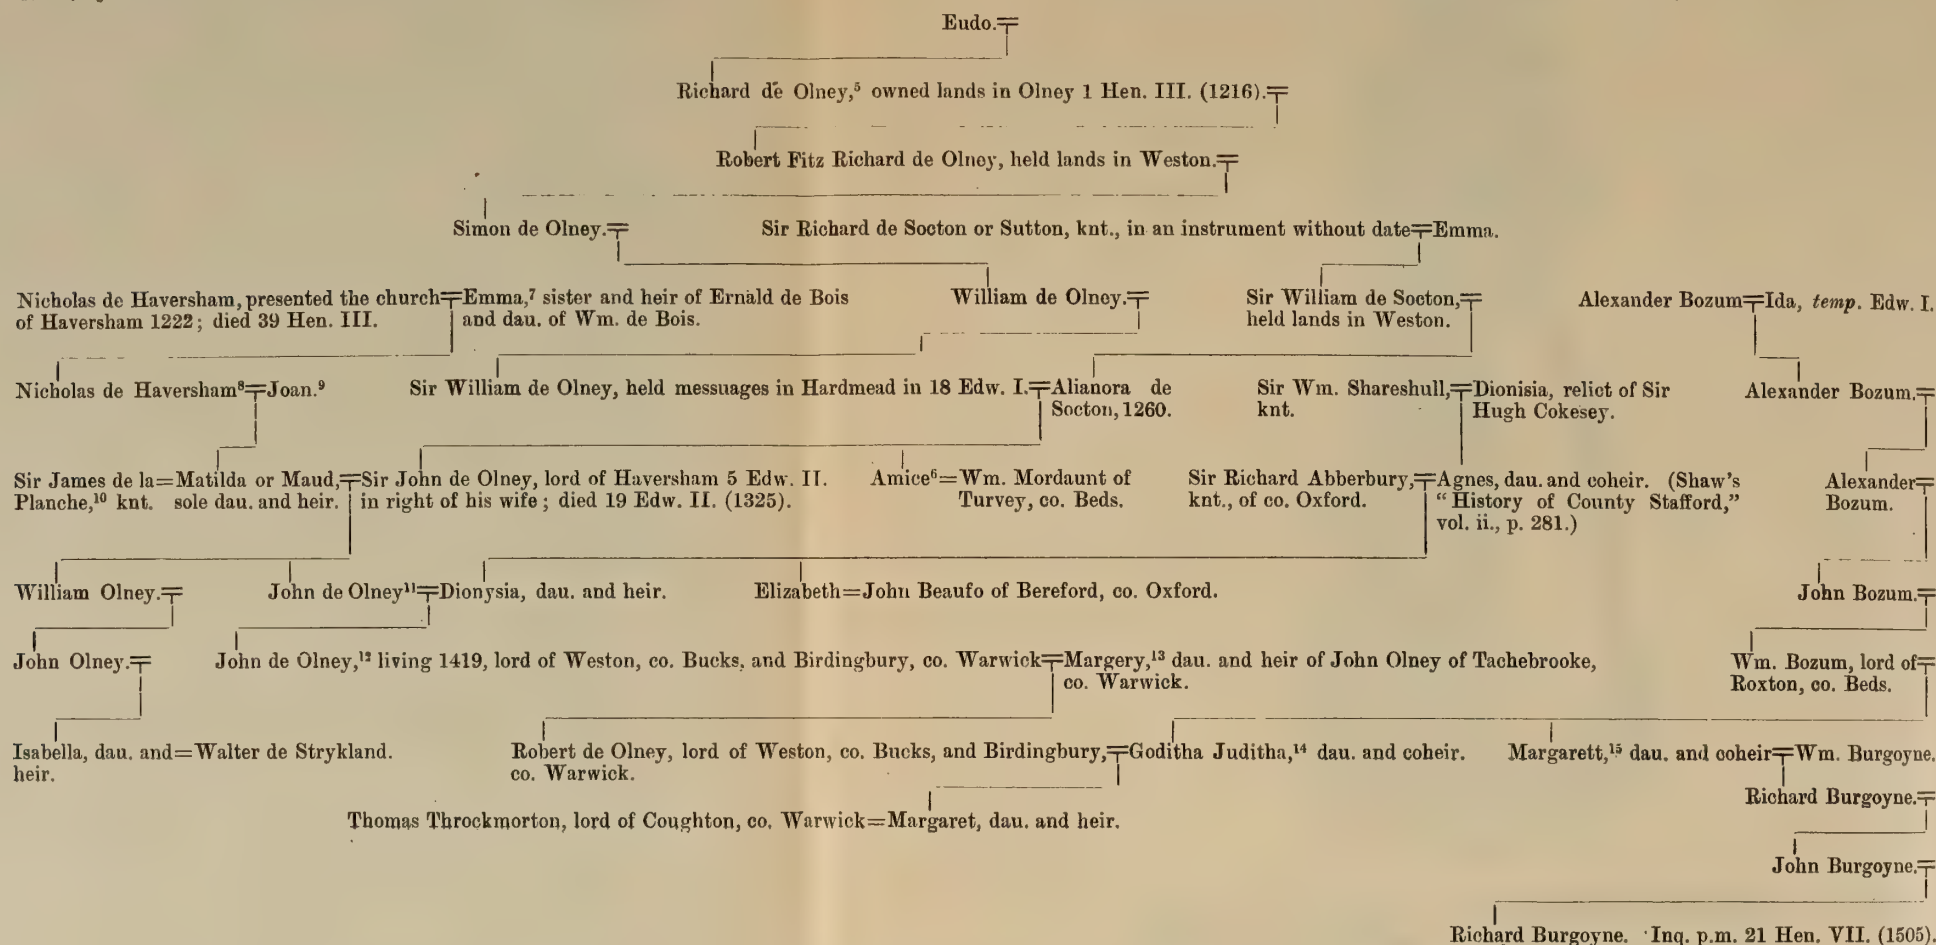 Eudo.=
Richard de Olney,⁵ owned lands in Olney 1 Hen. III. (1216).=
Robert Fitz Richard de Olney, held lands in Weston.=
Simon de Olney.=
Sir Richard de Socton or Sutton, knt., in an instrument without date=Emma.
Nicholas de Haversham, presented the church=Emma,⁷ sister and heir of Ernald de Bois
of Haversham 1222; died 39 Hen. III.
and dau. of Wm. de Bois.
William de Olney.=
Sir William de Socton,=
held lands in Weston.
Alexander Bozum=Ida, temp. Edw. I.
Nicholas de Haversham⁸=Joan.⁹
Sir William de Olney, held messuages in Hardmead in 18 Edw. I.=Alianora de
Socton, 1260.
Sir Wm. Shareshull,=Dionisia, relict of Sir
knt.
Hugh Cokesey.
Alexander Bozum.=
Sir James de la=Matilda or Maud,=Sir John de Olney, lord of Haversham 5 Edw. II.
Planche,¹⁰ knt.
sole dau. and heir.
in right of his wife; died 19 Edw. II. (1325).
Amice⁶=Wm. Mordaunt of
Turvey, co. Beds.
Sir Richard Abberbury,=Agnes, dau. and coheir. (Shaw's
knt., of co. Oxford.
"History of County Stafford,"
vol. ii., p. 281.)
Alexander=
Bozum.
William Olney.=
John de Olney¹¹=Dionysia, dau. and heir.
Elizabeth=John Beaufo of Bereford, co. Oxford.
John Bozum.=
John Olney.=
John de Olney,¹² living 1419, lord of Weston, co. Bucks, and Birdingbury, co. Warwick=Margery,¹³ dau. and heir of John Olney of Tachebrooke,
co. Warwick.
Wm. Bozum, lord of=
Roxton, co. Beds.
Isabella, dau. and=Walter de Strykland.
heir.
Robert de Olney, lord of Weston, co. Bucks, and Birdingbury,=Goditha Juditha,¹⁴ dau. and coheir.
co. Warwick.
Margarett,¹⁵ dau. and coheir=Wm. Burgoyne.
Richard Burgoyne.=
Thomas Throckmorton, lord of Coughton, co. Warwick=Margaret, dau. and heir.
John Burgoyne.=
Richard Burgoyne. Inq. p.m. 21 Hen. VII. (1505).